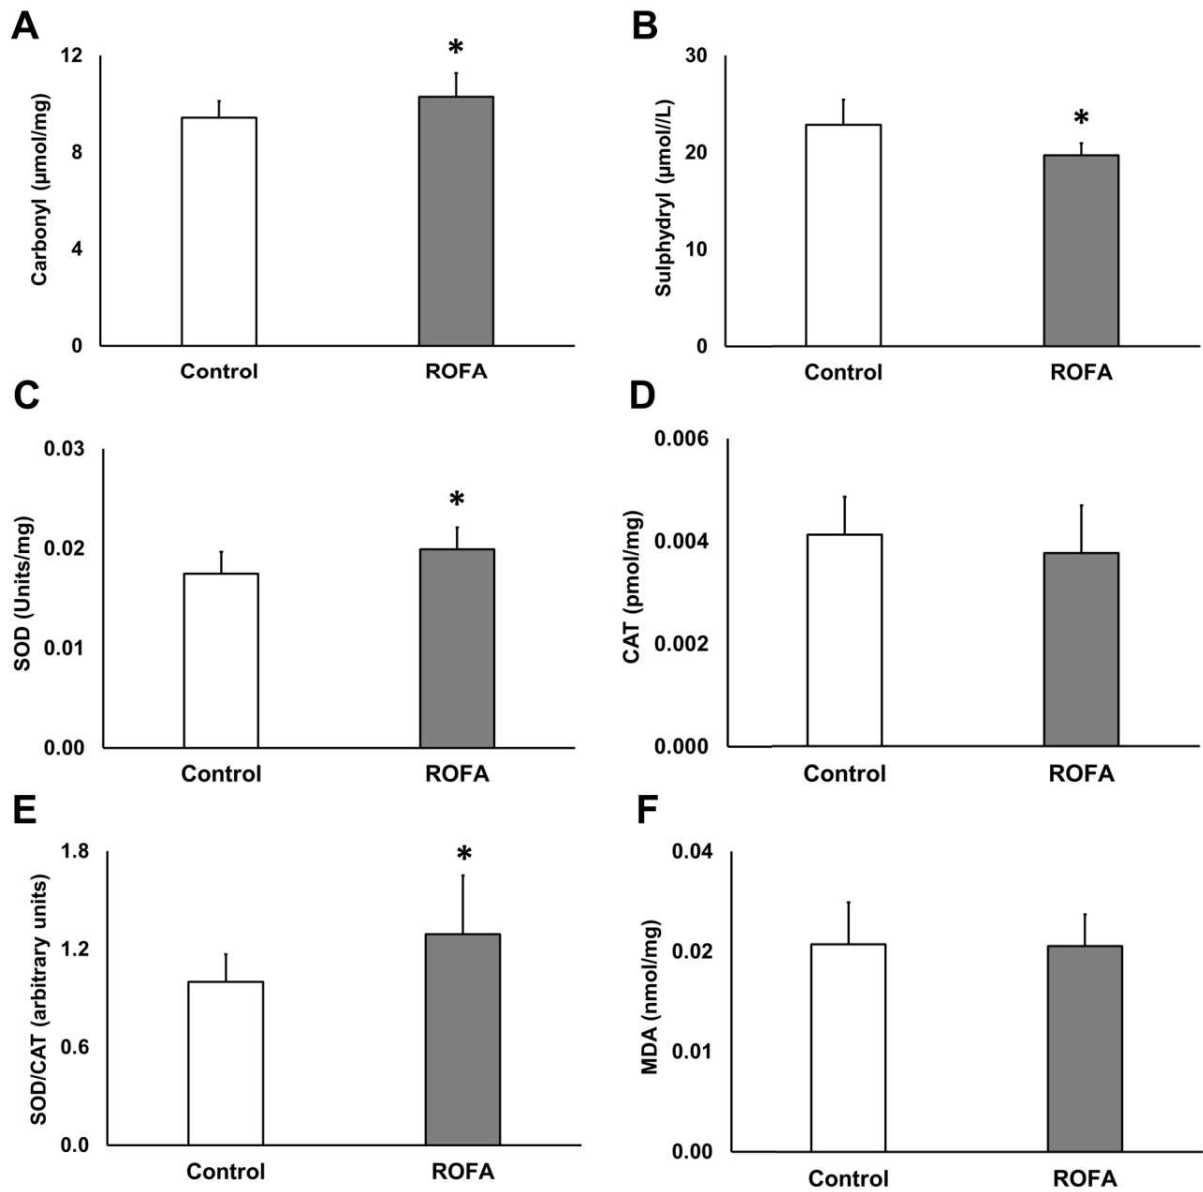 A
Carbonyl (µmol/mg)
12
8
4
0
*
Control
ROFA
B
Sulphydryl (µmol//L)
30
20
10
0
*
Control
ROFA
C
SOD (Units/mg)
0.03
0.02
0.01
0.00
*
Control
ROFA
D
CAT (pmol/mg)
0.006
0.004
0.002
0.000
Control
ROFA
E
SOD/CAT (arbitrary units)
1.8
1.2
0.6
0.0
*
Control
ROFA
F
MDA (nmol/mg)
0.04
0.02
0.01
0.00
Control
ROFA